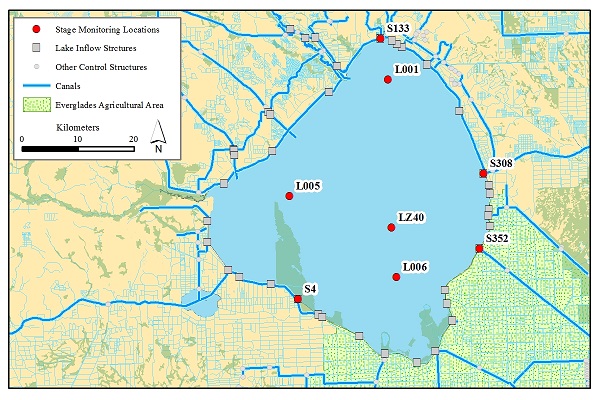 Stage Monitoring Locations
Lake Inflow Strctures
Other Control Structures
Canals
Everglades Agricultural Area
Kilometers
0 10 20
N
S133
L001
S308
L005
LZ40
S352
L006
S4